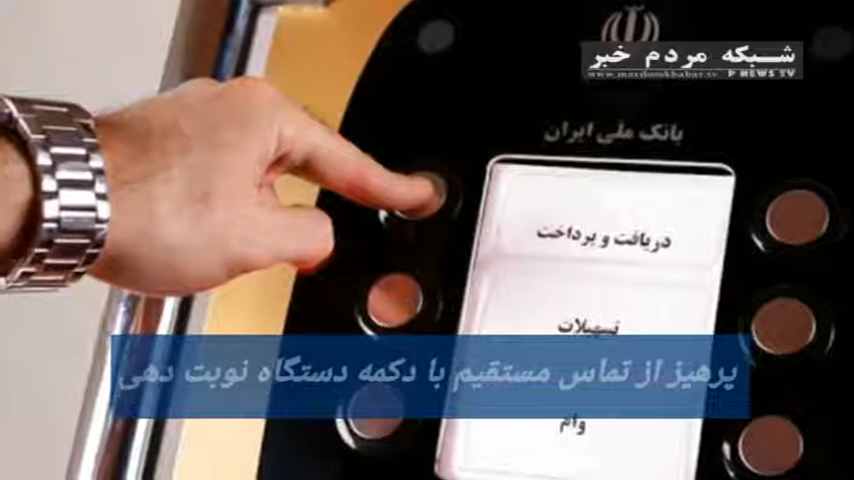 شبکه مردم خبر
www.mardomkhabar.tv P NEWS TV
بانک ملی ایران
دریافت و پرداخت
تسهیلات
پرهیز از تماس مستقیم با دکمه دستگاه نوبت دهی
وام